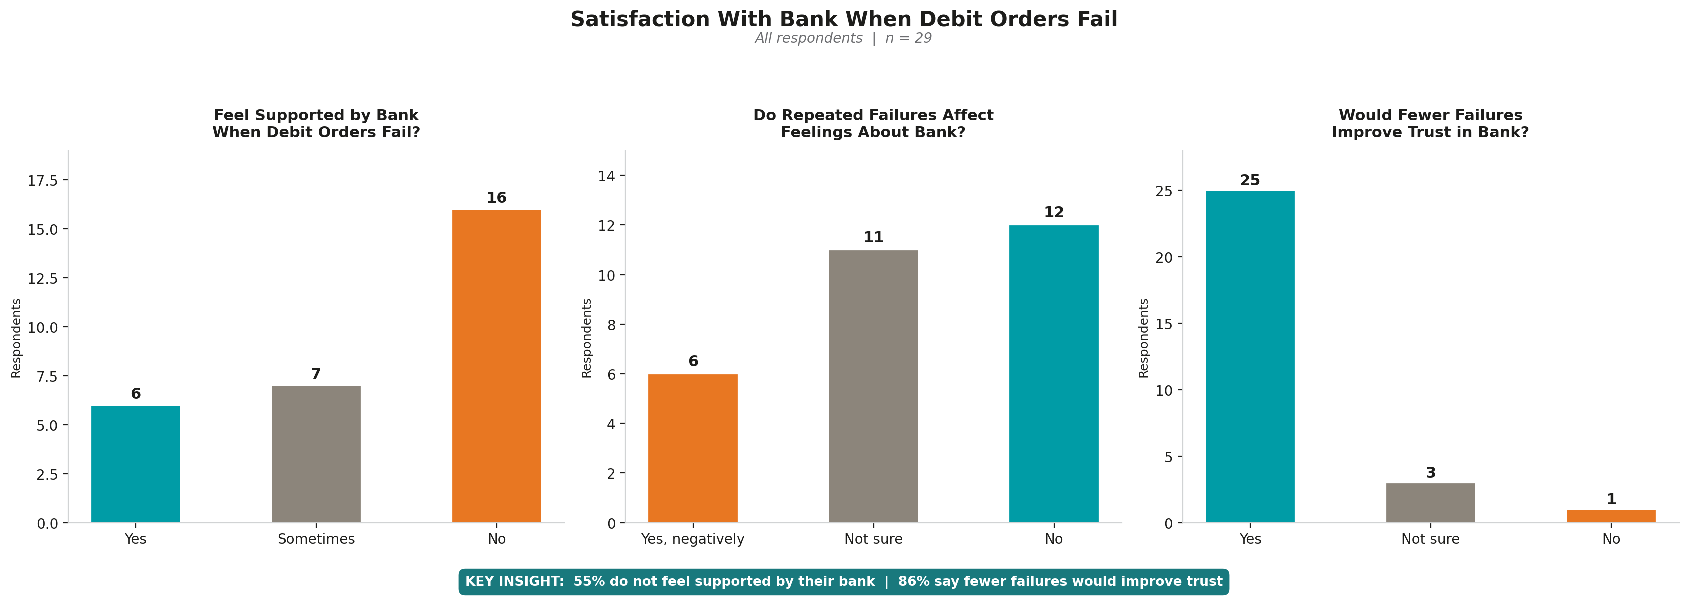 Satisfaction With Bank When Debit Orders Fail
All respondents | n = 29
Feel Supported by Bank
When Debit Orders Fail?
Respondents
17.5
15.0
12.5
10.0
7.5
5.0
2.5
0.0
6
7
16
Yes
Sometimes
No
Do Repeated Failures Affect
Feelings About Bank?
Respondents
14
12
10
8
6
4
2
0
6
11
12
Yes, negatively
Not sure
No
Would Fewer Failures
Improve Trust in Bank?
Respondents
25
20
15
10
5
0
25
3
1
Yes
Not sure
No
KEY INSIGHT: 55% do not feel supported by their bank | 86% say fewer failures would improve trust